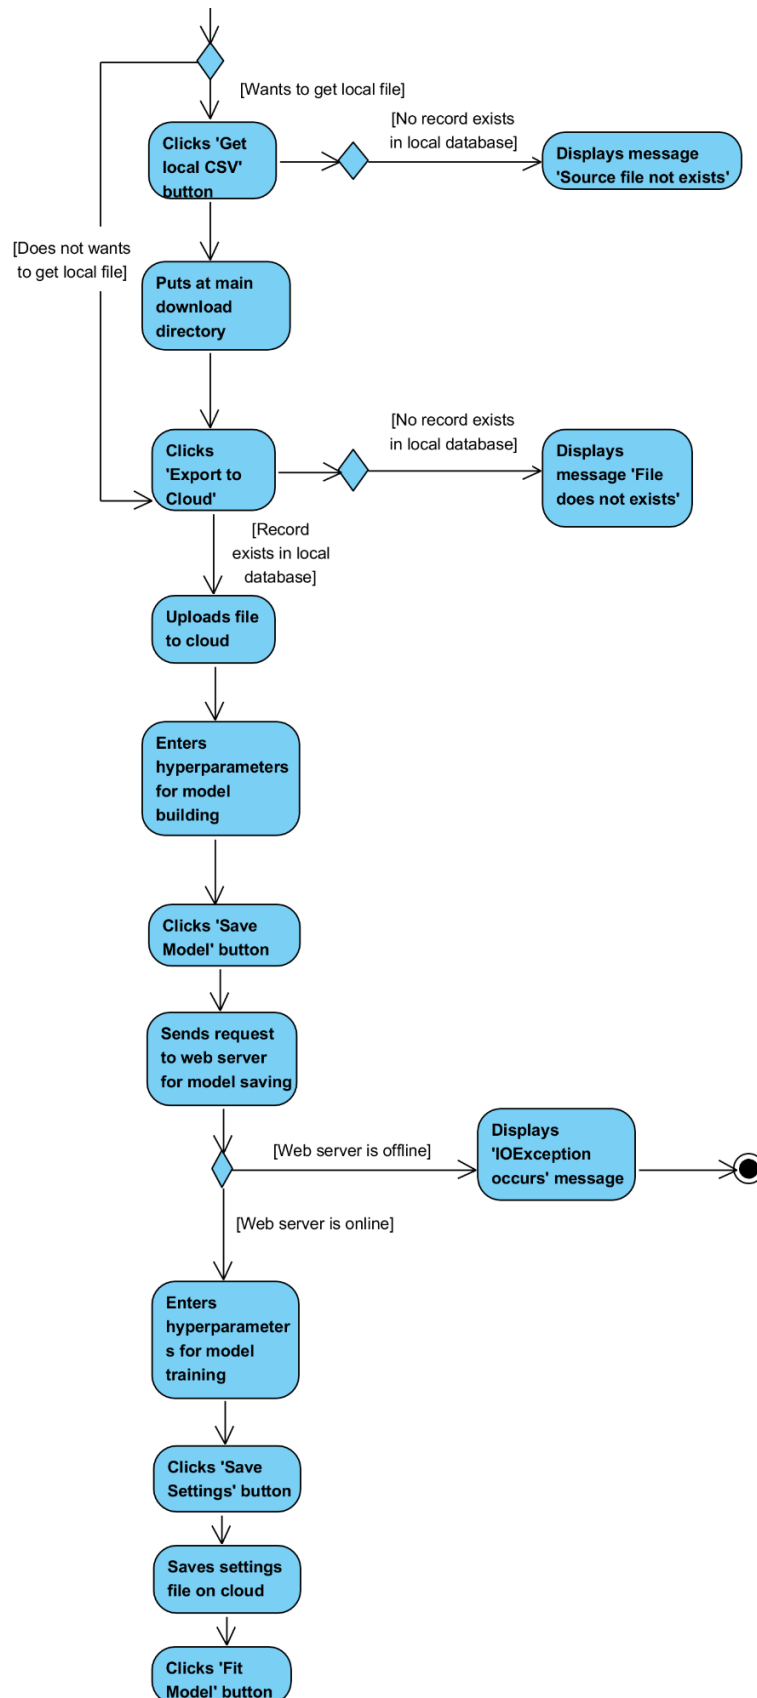 [Wants to get local file]
[No record exists
in local database]
Clicks 'Get
local CSV'
button
Displays message
'Source file not exists'
[Does not wants
to get local file]
Puts at main
download
directory
[No record exists
in local database]
Clicks
'Export to
Cloud'
Displays
message 'File
does not exists'
[Record
exists in local
database]
Uploads file
to cloud
Enters
hyperparameters
for model
building
Clicks 'Save
Model' button
Sends request
to web server
for model saving
[Web server is offline]
Displays
'IOException
occurs' message
[Web server is online]
Enters
hyperparameter
s for model
training
Clicks 'Save
Settings' button
Saves settings
file on cloud
Clicks 'Fit
Model' button